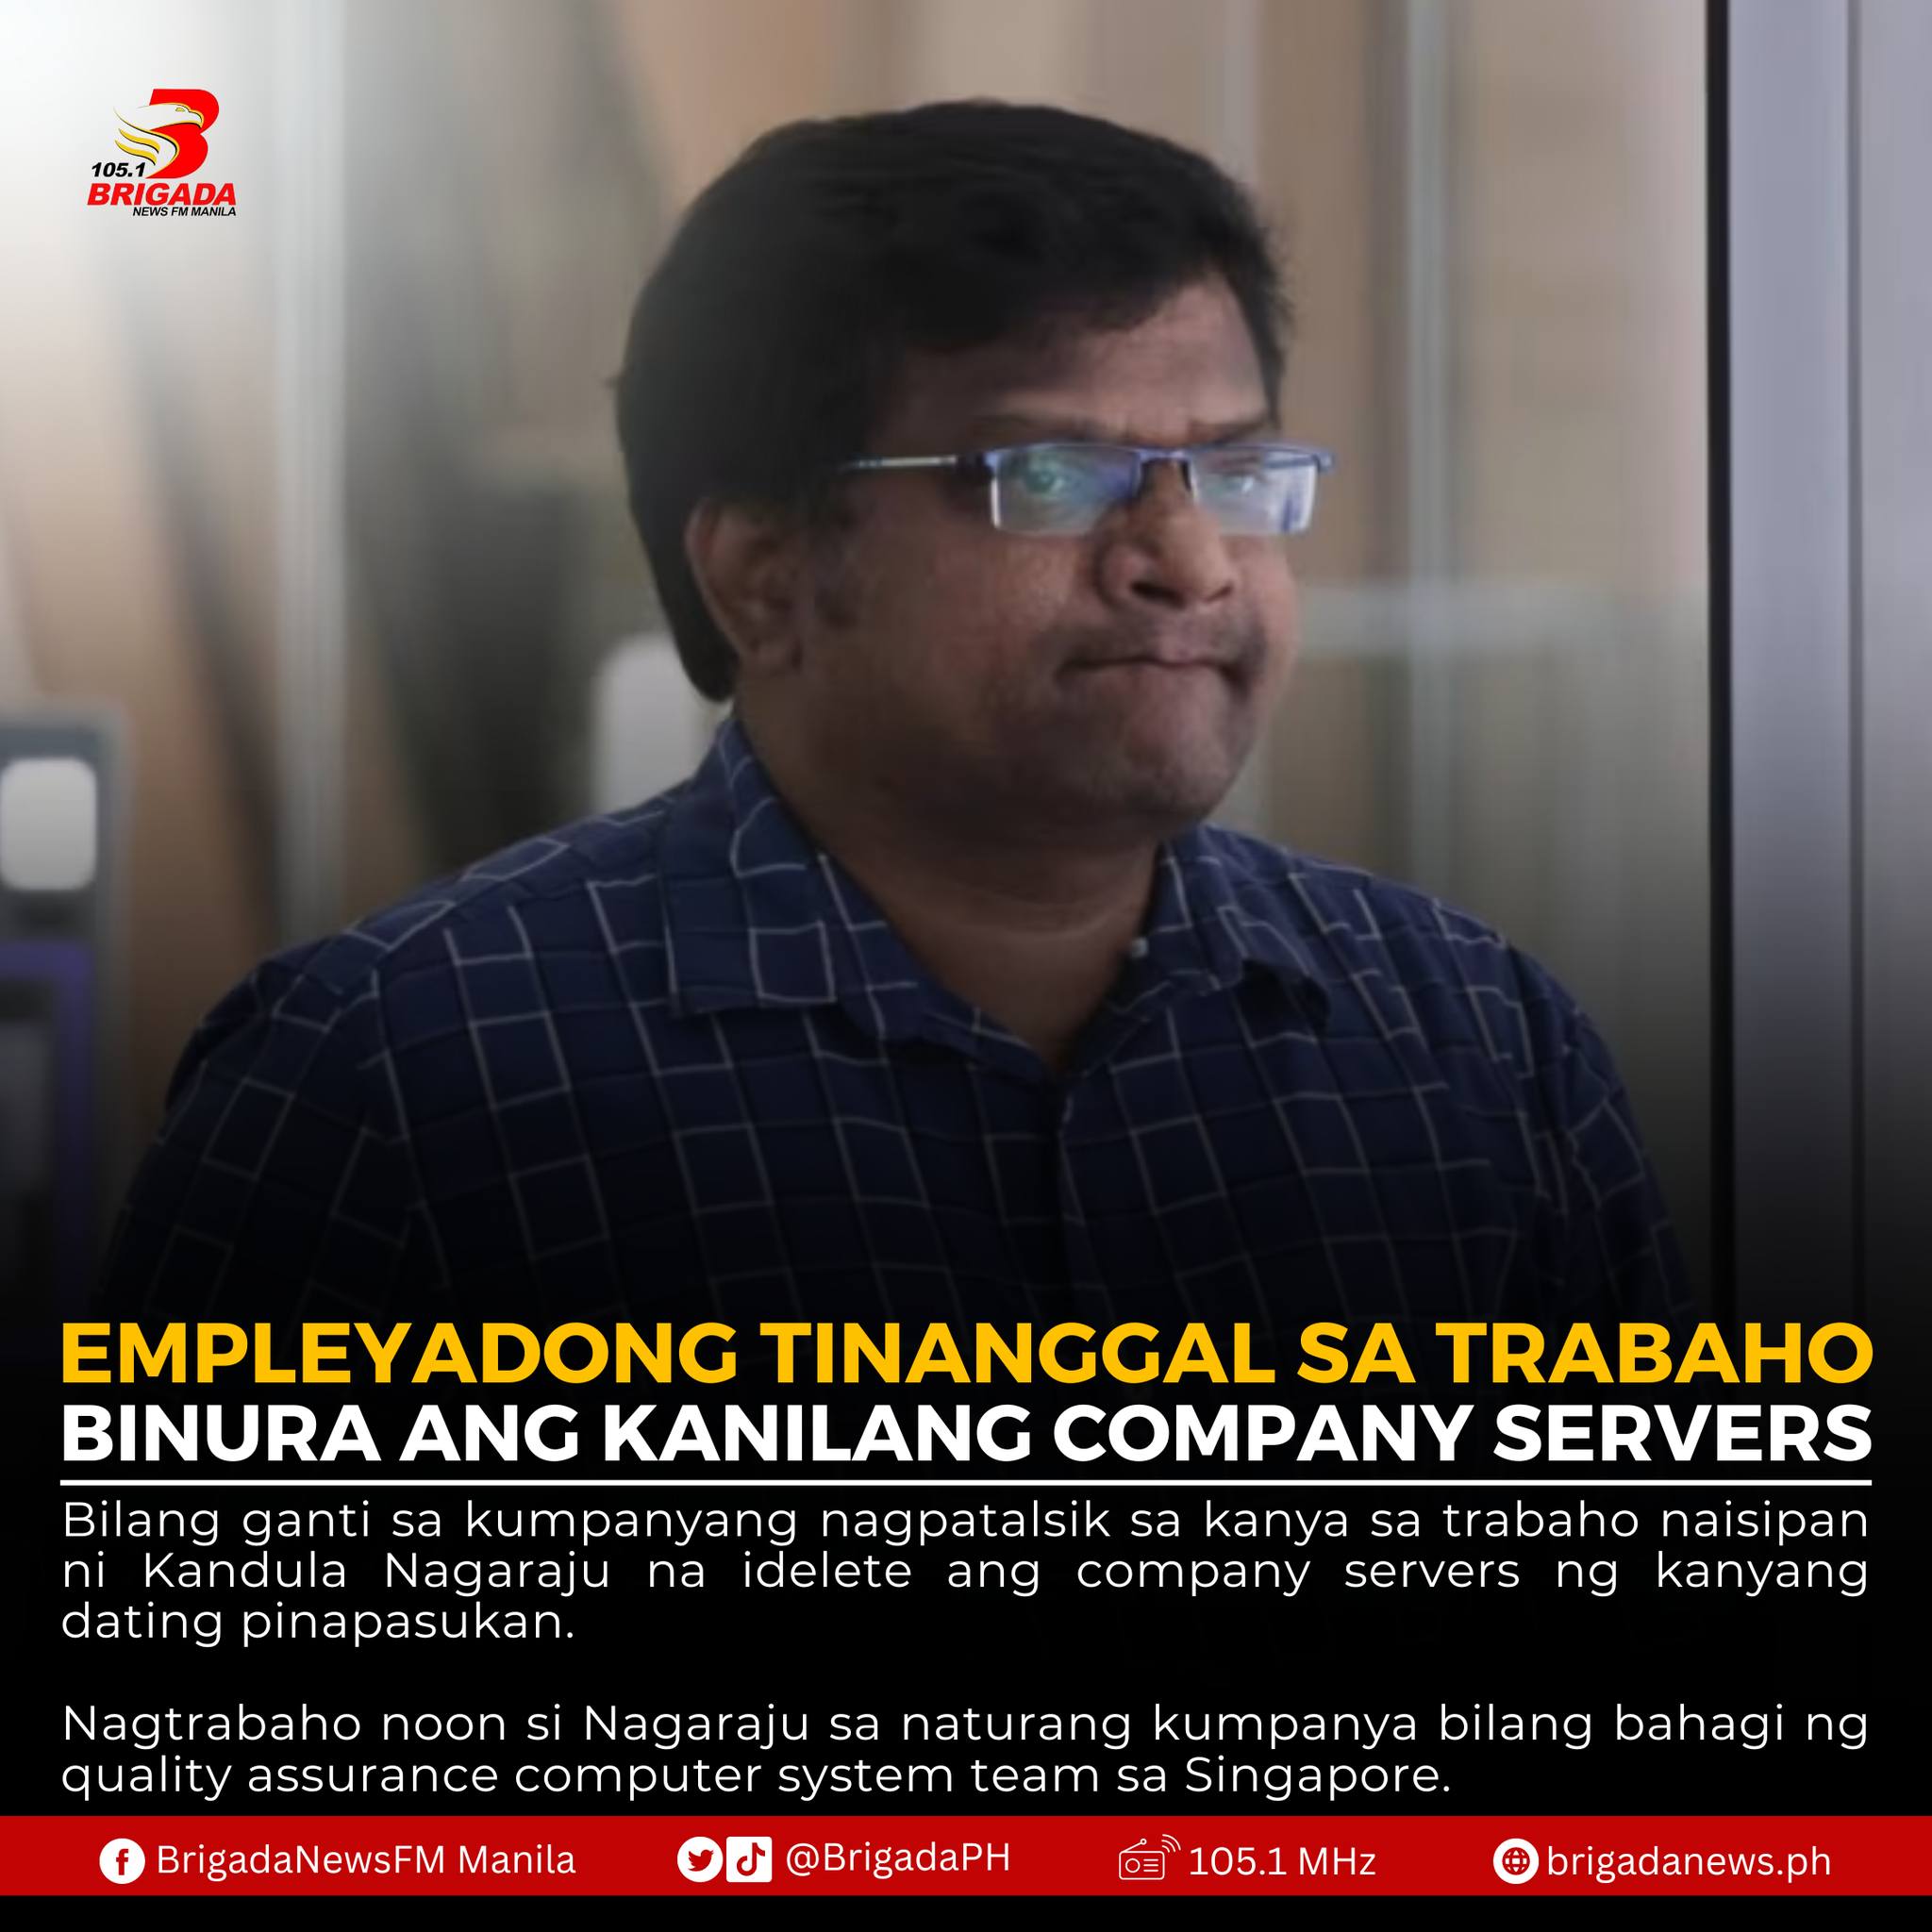 105.1
BRIGADA
NEWS FM MANILA
EMPLEYADONG TINANGGAL SA TRABAHO
BINURA ANG KANILANG COMPANY SERVERS
Bilang ganti sa kumpanyang nagpatalsik sa kanya sa trabaho naisipan
ni Kandula Nagaraju na idelete ang company servers ng kanyang
dating pinapasukan.
Nagtrabaho noon si Nagaraju sa naturang kumpanya bilang bahagi ng
quality assurance computer system team sa Singapore.
BrigadaNewsFM Manila @BrigadaPH 105.1 MHz brigadanews.ph